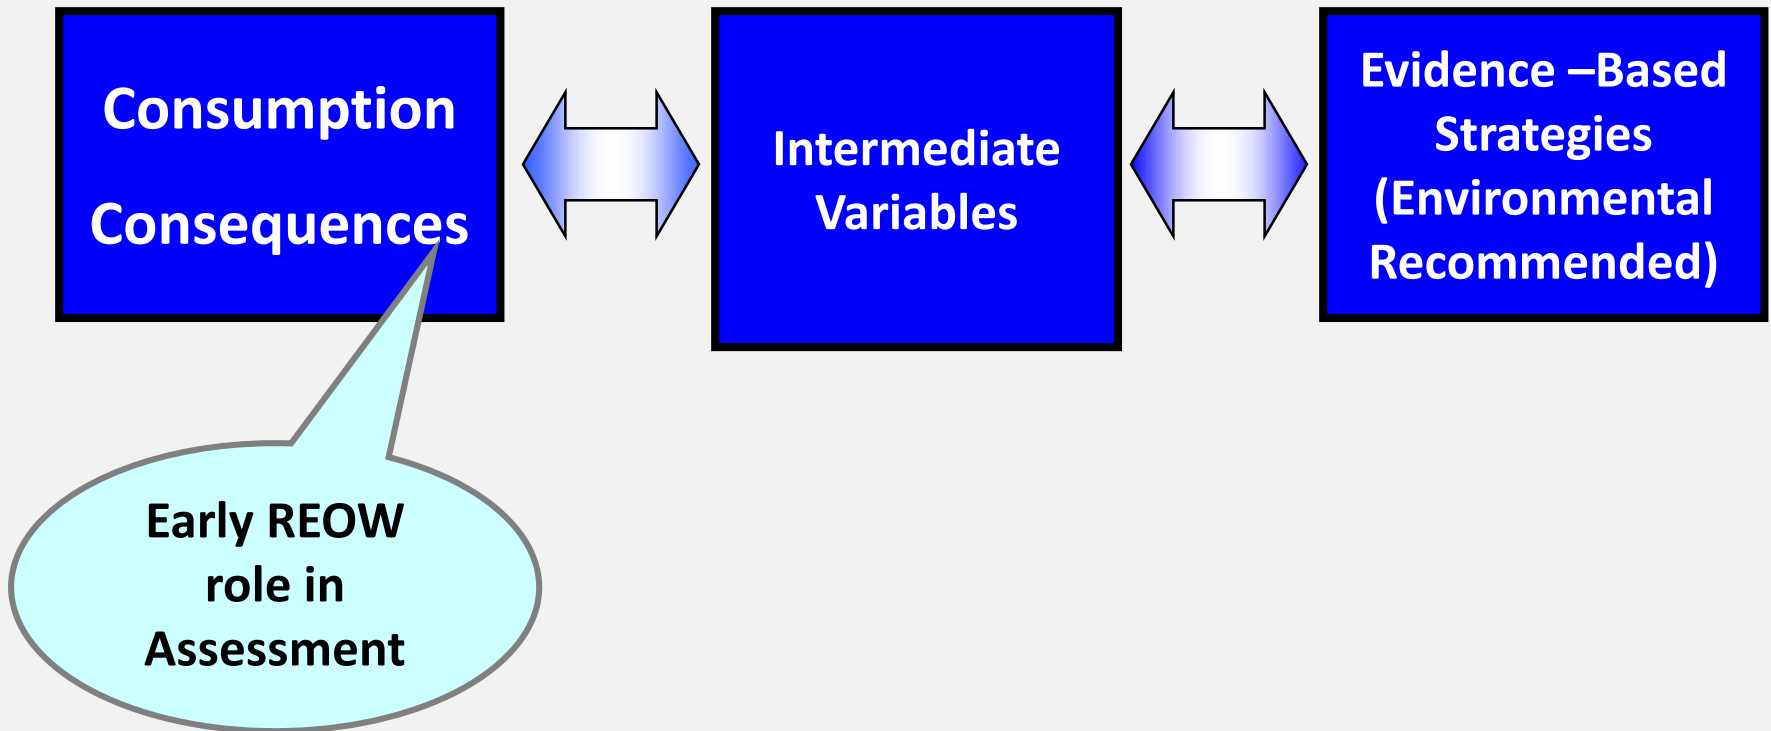 Consumption
Consequences
Intermediate
Variables
Evidence –Based
Strategies
(Environmental
Recommended)
Early REOW
role in
Assessment